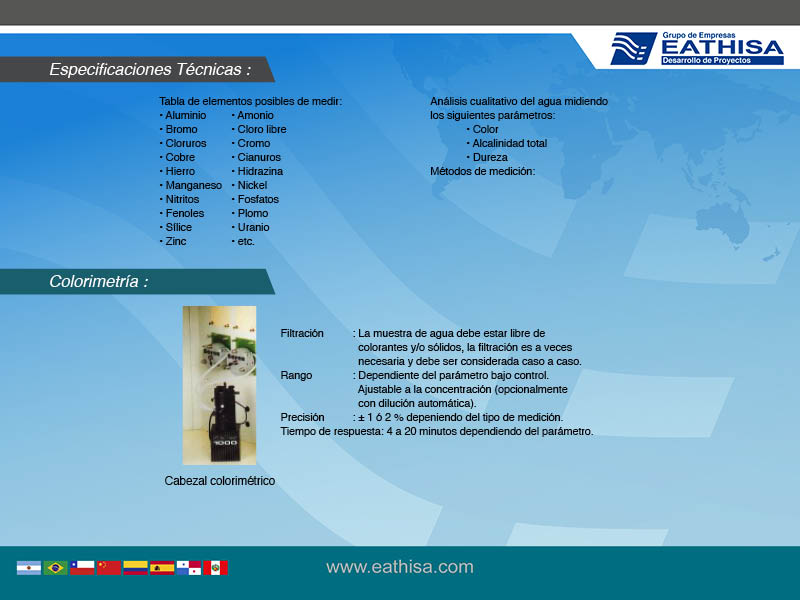 Grupo de Empresas
EATHISA
Desarrollo de Proyectos
Especificaciones Técnicas :
Tabla de elementos posibles de medir:
• Aluminio • Amonio
• Bromo • Cloro libre
• Cloruros • Cromo
• Cobre • Cianuros
• Hierro • Hidrazina
• Manganeso • Nickel
• Nitritos • Fosfatos
• Fenoles • Plomo
• Sílice • Uranio
• Zinc • etc.
Análisis cualitativo del agua midiendo
los siguientes parámetros:
• Color
• Alcalinidad total
• Dureza
Métodos de medición:
Colorimetría :
1000
Cabezal colorimétrico
Filtración : La muestra de agua debe estar libre de
colorantes y/o sólidos, la filtración es a veces
necesaria y debe ser considerada caso a caso.
Rango : Dependiente del parámetro bajo control.
Ajustable a la concentración (opcionalmente
con dilución automática).
Precisión : ± 1 ó 2 % depeniendo del tipo de medición.
Tiempo de respuesta: 4 a 20 minutos dependiendo del parámetro.
www.eathisa.com